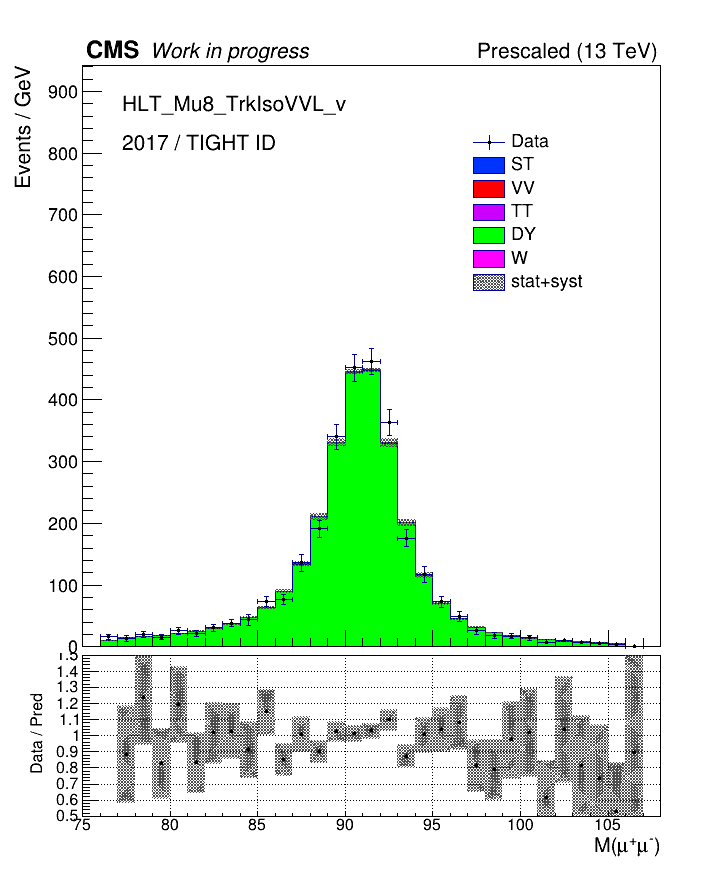 CMS Work in progress Prescaled (13 TeV)
Events / GeV
HLT_Mu8_TrkIsoVVL_v
2017 / TIGHT ID
Data
ST
VV
TT
DY
W
stat+syst
900
800
700
600
500
400
300
200
100
0
Data / Pred
1.5
1.4
1.3
1.2
1.1
1
0.9
0.8
0.7
0.6
0.5
75 80 85 90 95 100 105
M(μ⁺μ⁻)